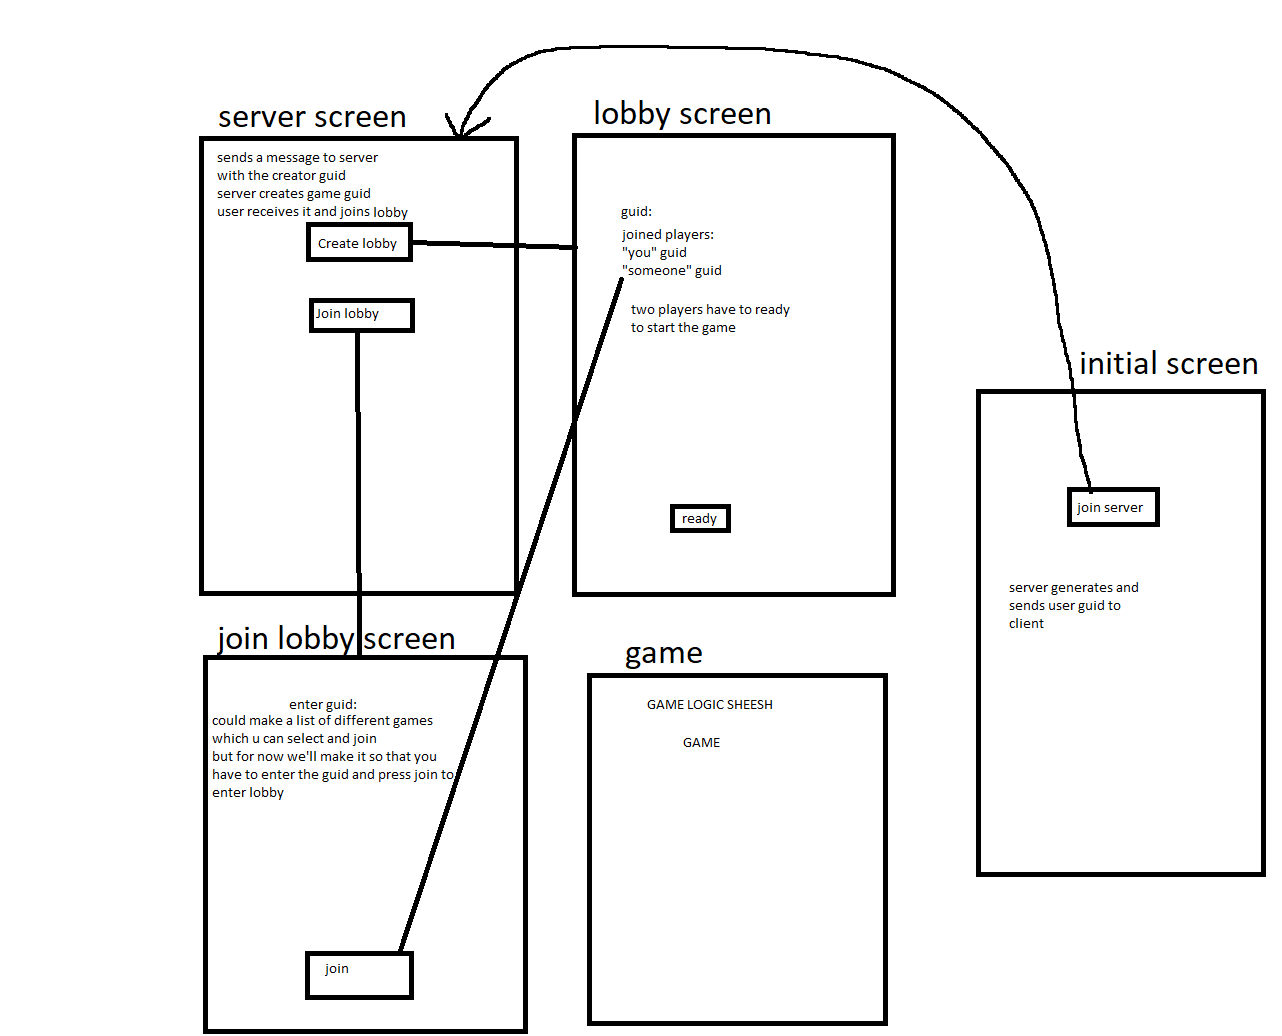 server screen
sends a message to server
with the creator guid
server creates game guid
user receives it and joins lobby
Create lobby
Join lobby
lobby screen
guid:
joined players:
"you" guid
"someone" guid
two players have to ready
to start the game
ready
initial screen
join server
server generates and
sends user guid to
client
join lobby screen
enter guid:
could make a list of different games
which u can select and join
but for now we'll make it so that you
have to enter the guid and press join to
enter lobby
join
game
GAME LOGIC SHEESH
GAME